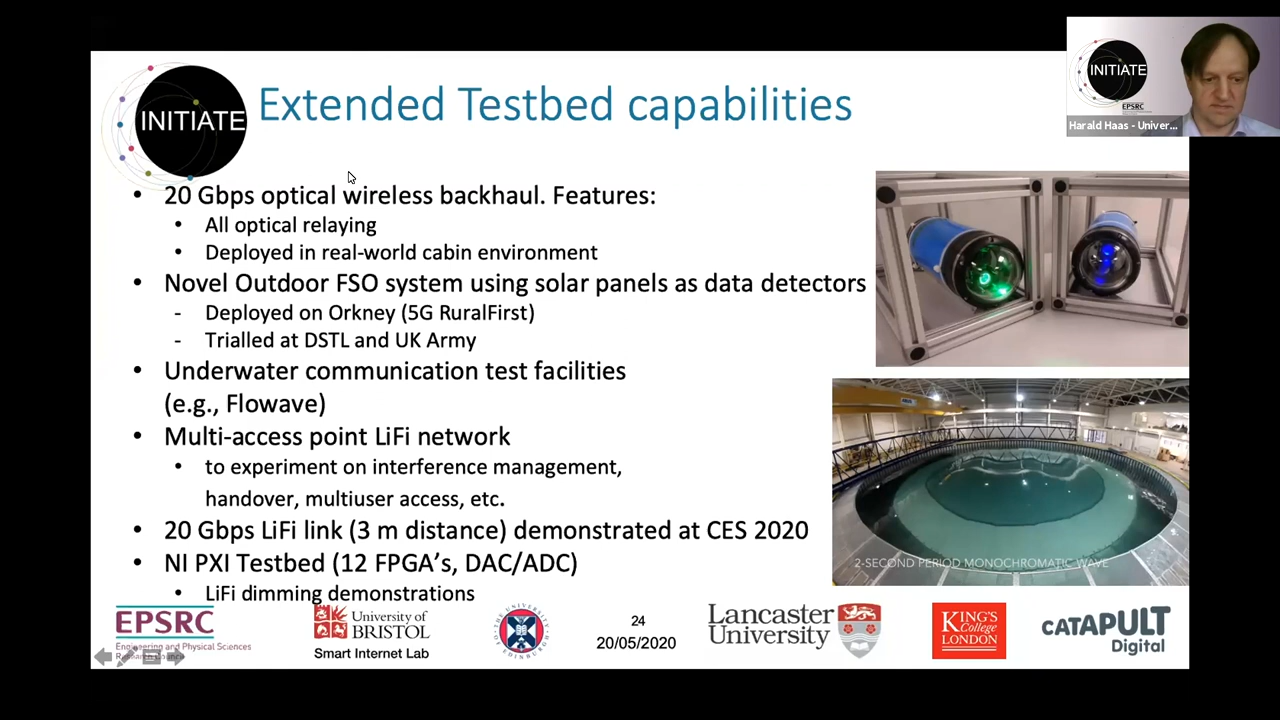 INITIATE
Extended Testbed capabilities
INITIATE
EPSRC
Harald Haas - Univer...
• 20 Gbps optical wireless backhaul. Features:
• All optical relaying
• Deployed in real-world cabin environment
• Novel Outdoor FSO system using solar panels as data detectors
- Deployed on Orkney (5G RuralFirst)
- Trialled at DSTL and UK Army
• Underwater communication test facilities
(e.g., Flowave)
• Multi-access point LiFi network
• to experiment on interference management,
handover, multiuser access, etc.
• 20 Gbps LiFi link (3 m distance) demonstrated at CES 2020
• NI PXI Testbed (12 FPGA's, DAC/ADC)
• LiFi dimming demonstrations
2-SECOND PERIOD MONOCHROMATIC WAVE
EPSRC
Engineering and Physical Sciences
University of
BRISTOL
Smart Internet Lab
24
20/05/2020
Lancaster
University
KING'S
College
LONDON
CATAPULT
Digital